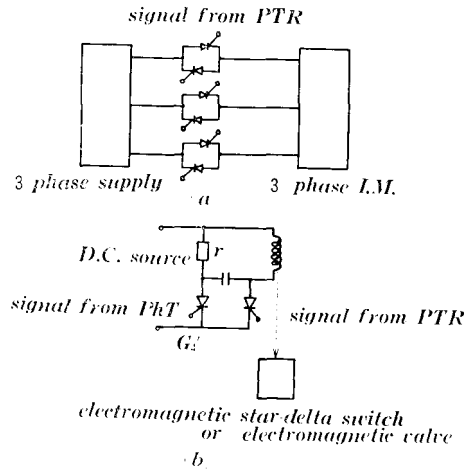 signal from PTR
3 phase supply
3 phase I.M.
a
D.C. source
r
signal from PhT
signal from PTR
electromagnetic star-delta switch
or electromagnetic valve
b